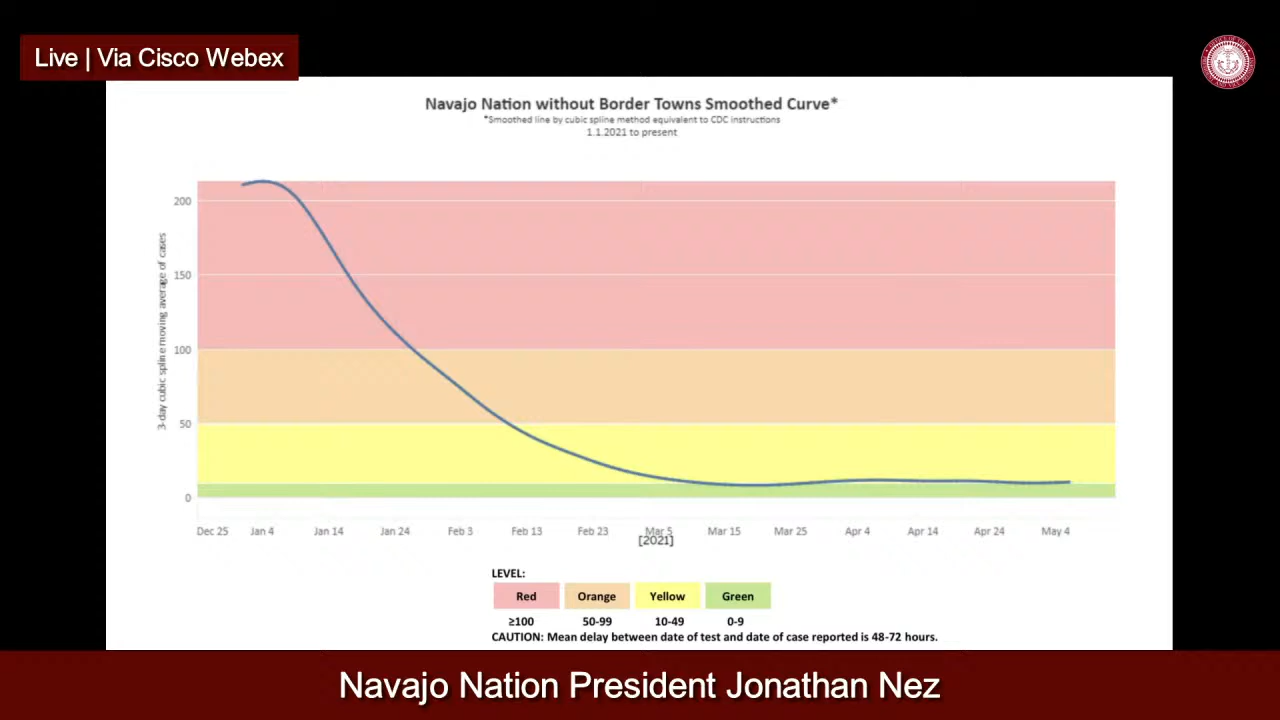 Live | Via Cisco Webex
Navajo Nation without Border Towns Smoothed Curve*
*Smoothed line by cubic spline method equivalent to CDC instructions
1.1.2021 to present
3-day cubic spline moving average of cases
200
150
100
50
0
Dec 25 Jan 4 Jan 14 Jan 24 Feb 3 Feb 13 Feb 23 Mar 5 Mar 15 Mar 25 Apr 4 Apr 14 Apr 24 May 4
[2021]
LEVEL:
Red Orange Yellow Green
≥100 50-99 10-49 0-9
CAUTION: Mean delay between date of test and date of case reported is 48-72 hours.
Navajo Nation President Jonathan Nez